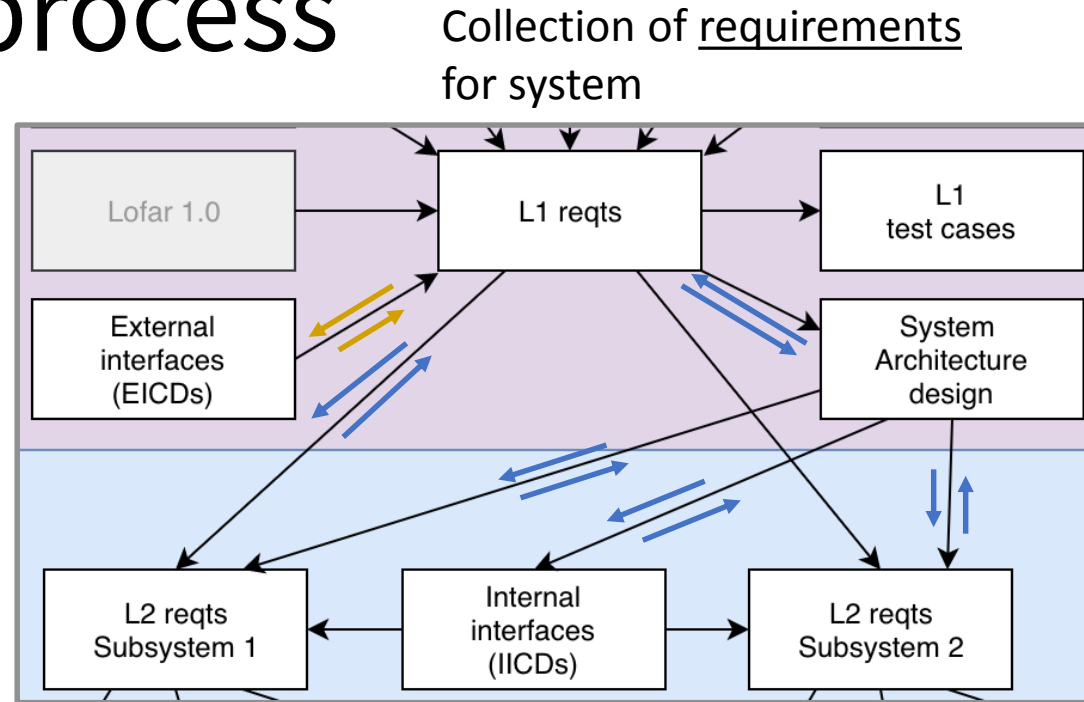 process
Collection of requirements
for system
Lofar 1.0
L1 reqts
L1
test cases
External
interfaces
(EICDs)
System
Architecture
design
L2 reqts
Subsystem 1
Internal
interfaces
(IICDs)
L2 reqts
Subsystem 2